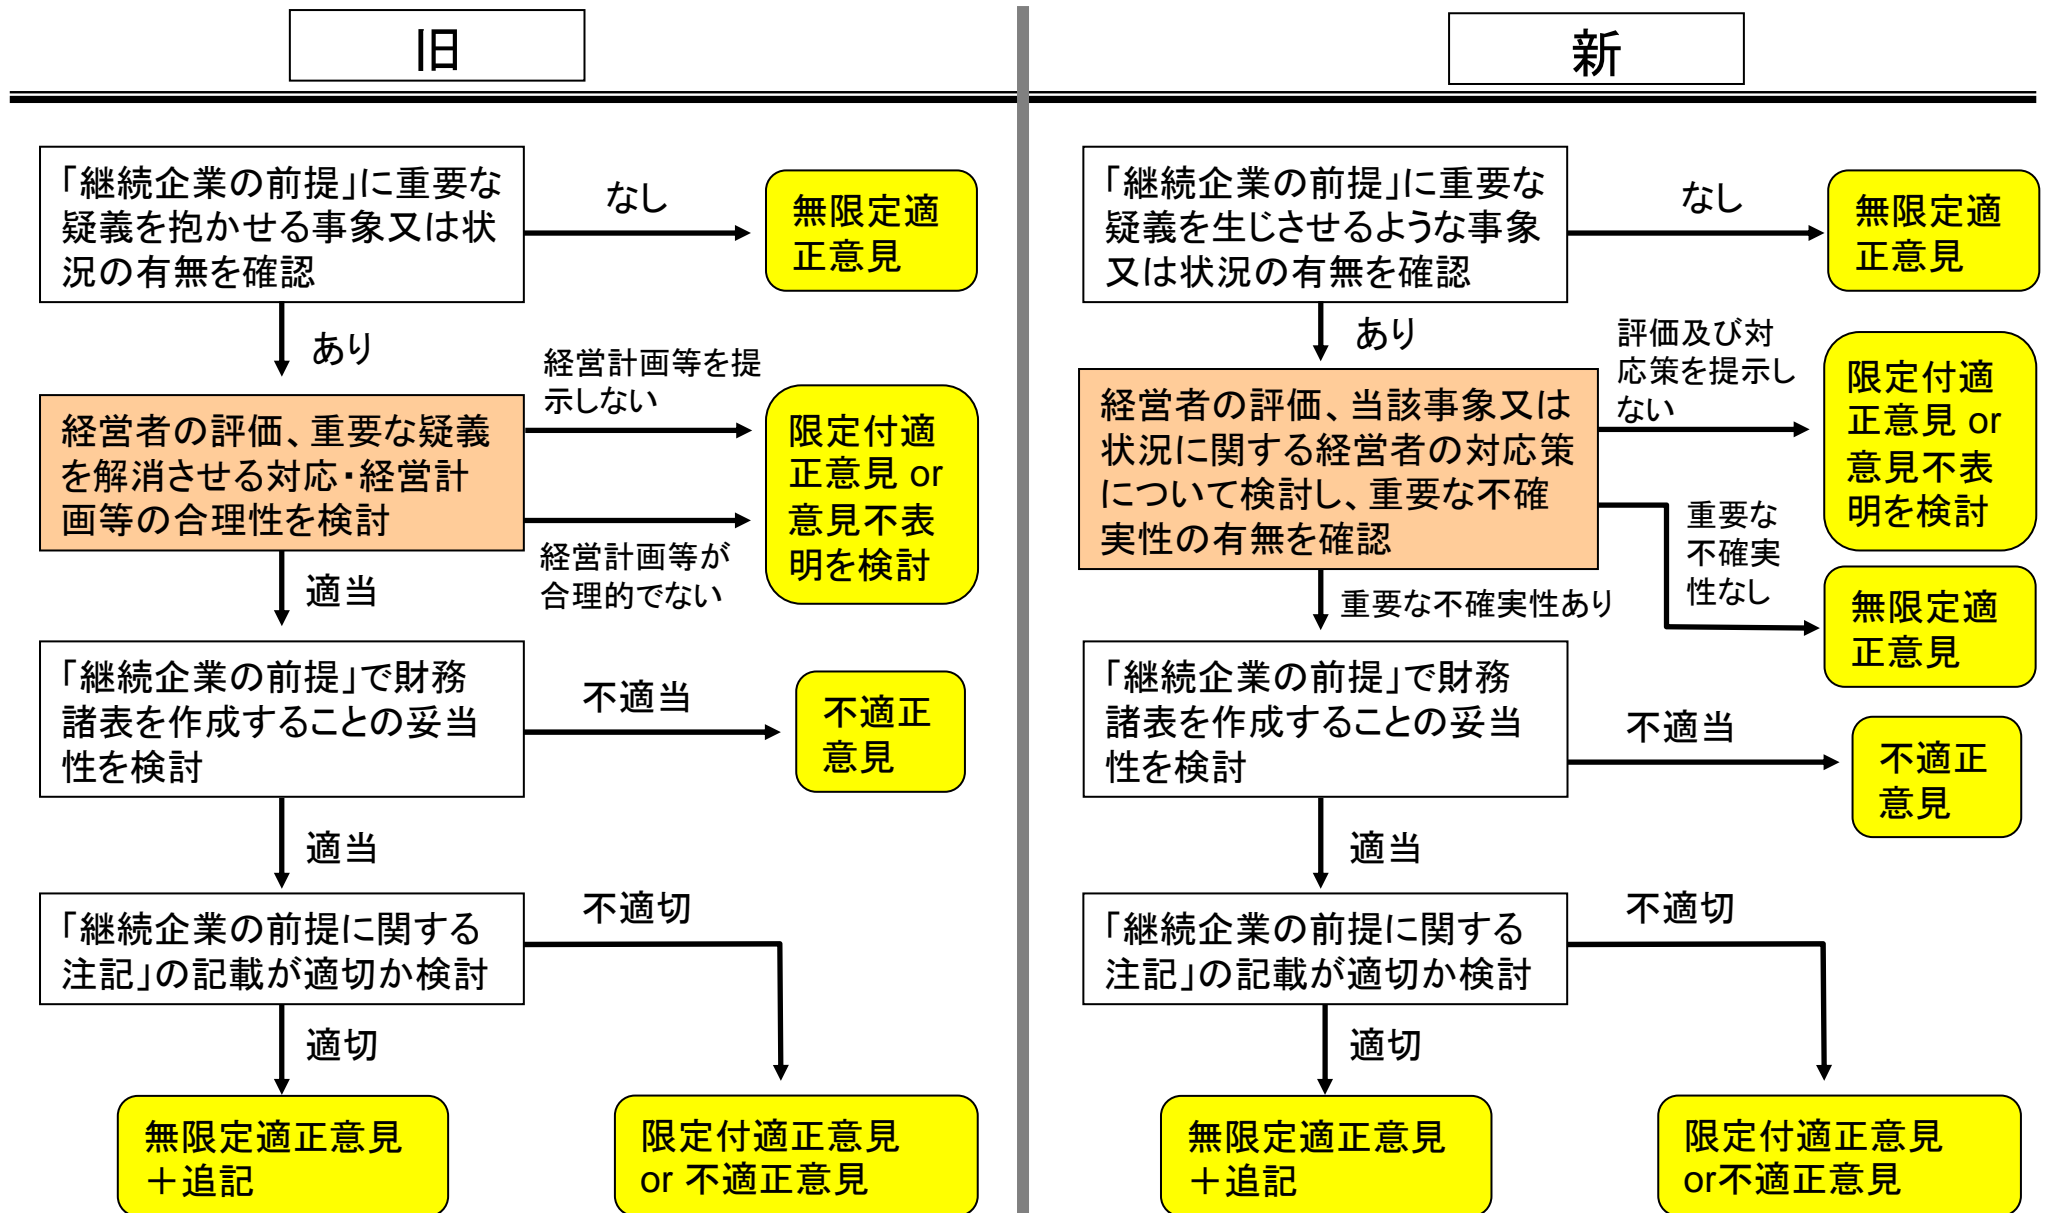 旧
「継続企業の前提」に重要な
疑義を抱かせる事象又は状
況の有無を確認
なし
無限定適
正意見
あり
経営計画等を提
示しない
経営者の評価、重要な疑義
を解消させる対応・経営計
画等の合理性を検討
限定付適
正意見 or
意見不表
明を検討
経営計画等が
合理的でない
適当
「継続企業の前提」で財務
諸表を作成することの妥当
性を検討
不適当
不適正
意見
適当
「継続企業の前提に関する
注記」の記載が適切か検討
不適切
適切
無限定適正意見
＋追記
限定付適正意見
or 不適正意見
新
「継続企業の前提」に重要な
疑義を生じさせるような事象
又は状況の有無を確認
なし
無限定適
正意見
あり
評価及び対
応策を提示し
ない
経営者の評価、当該事象又は
状況に関する経営者の対応策
について検討し、重要な不確
実性の有無を確認
限定付適
正意見 or
意見不表
明を検討
重要な
不確実
性なし
無限定適
正意見
重要な不確実性あり
「継続企業の前提」で財務
諸表を作成することの妥当
性を検討
不適当
不適正
意見
適当
「継続企業の前提に関する
注記」の記載が適切か検討
不適切
適切
無限定適正意見
＋追記
限定付適正意見
or不適正意見